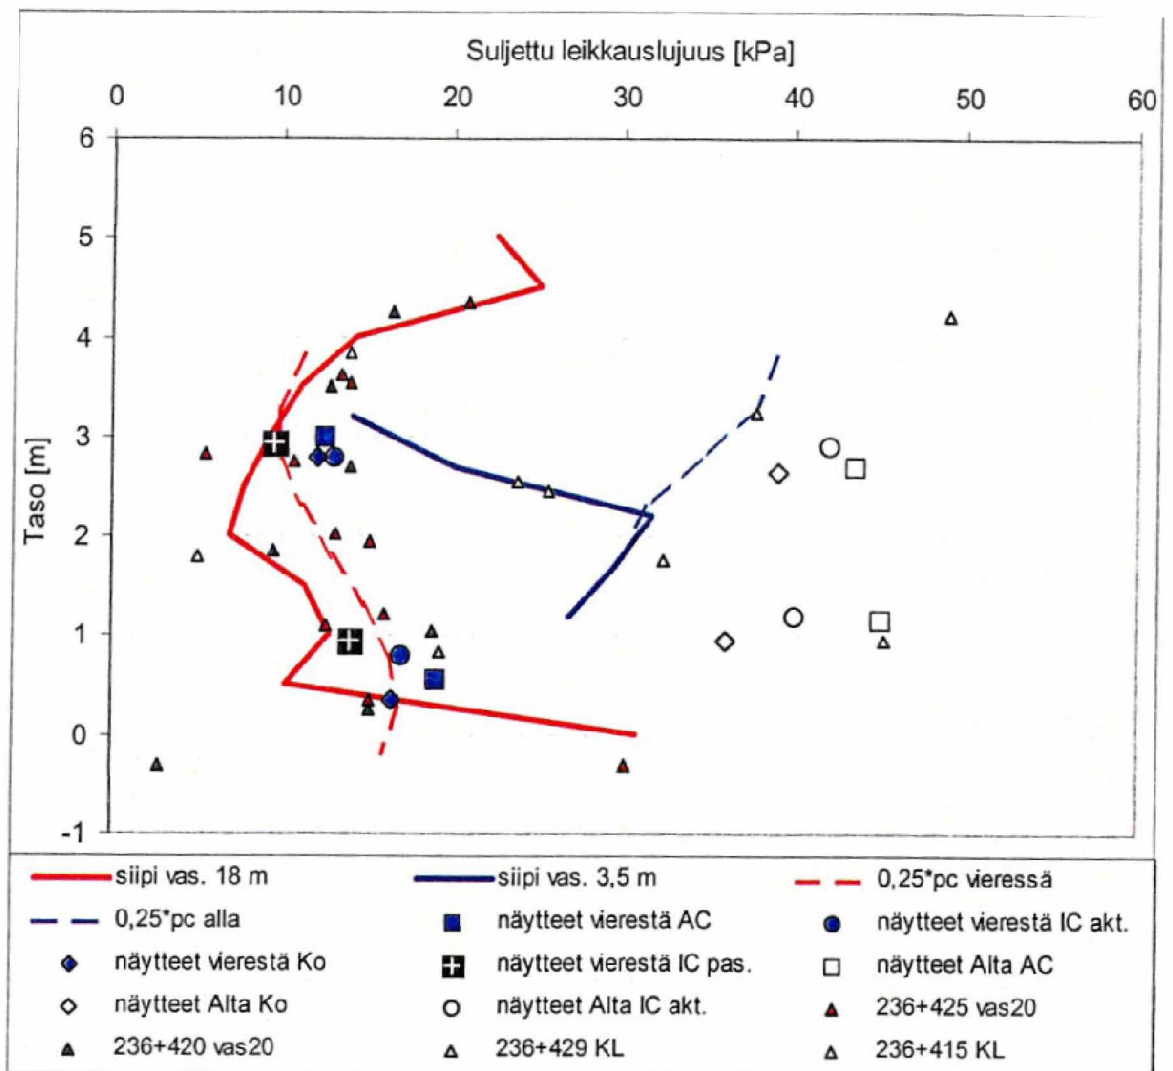 Suljettu leikkauslujuus [kPa]
0 10 20 30 40 50 60
6
5
4
3
2
1
0
-1
Taso [m]
siipi vas. 18 m siipi vas. 3,5 m 0,25*pc vieressä
0,25*pc alla näytteet vierestä AC näytteet vierestä IC akt.
näytteet vierestä Ko näytteet vierestä IC pas. näytteet Alta AC
näytteet Alta Ko näytteet Alta IC akt. 236+425 vas20
236+420 vas20 236+429 KL 236+415 KL